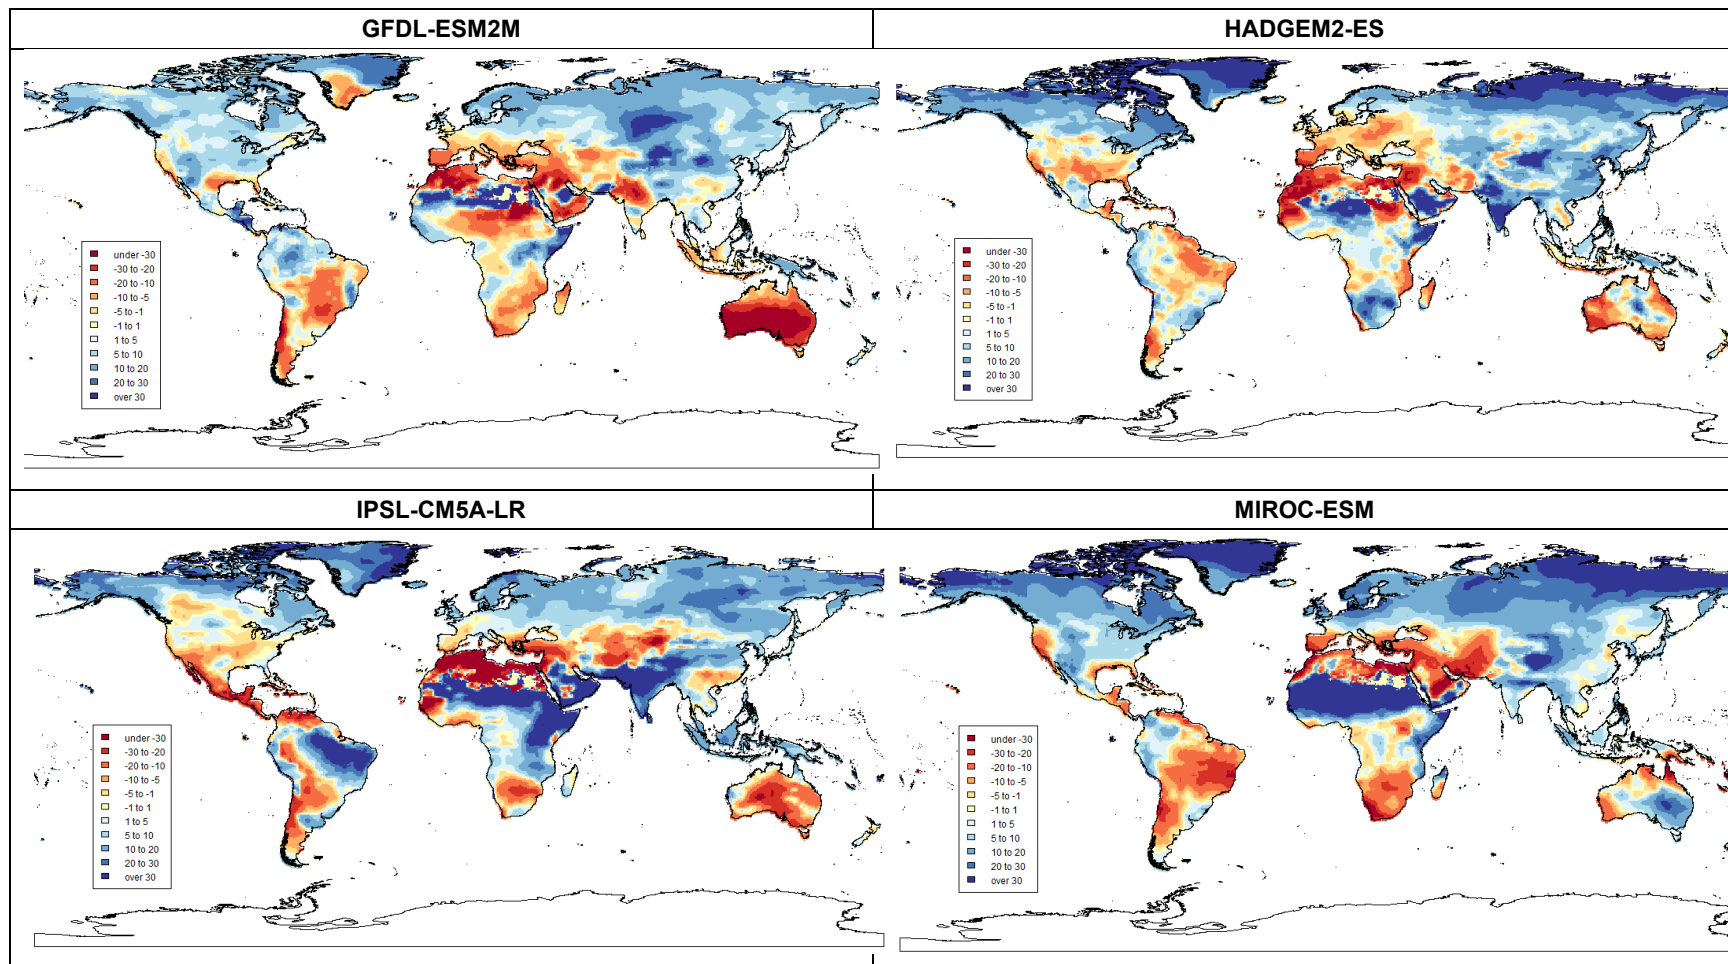 GFDL-ESM2M
HADGEM2-ES
under -30
-30 to -20
-20 to -10
-10 to -5
-5 to -1
-1 to 1
1 to 5
5 to 10
10 to 20
20 to 30
over 30
under -30
-30 to -20
-20 to -10
-10 to -5
-5 to -1
-1 to 1
1 to 5
5 to 10
10 to 20
20 to 30
over 30
IPSL-CM5A-LR
MIROC-ESM
under -30
-30 to -20
-20 to -10
-10 to -5
-5 to -1
-1 to 1
1 to 5
5 to 10
10 to 20
20 to 30
over 30
under -30
-30 to -20
-20 to -10
-10 to -5
-5 to -1
-1 to 1
1 to 5
5 to 10
10 to 20
20 to 30
over 30